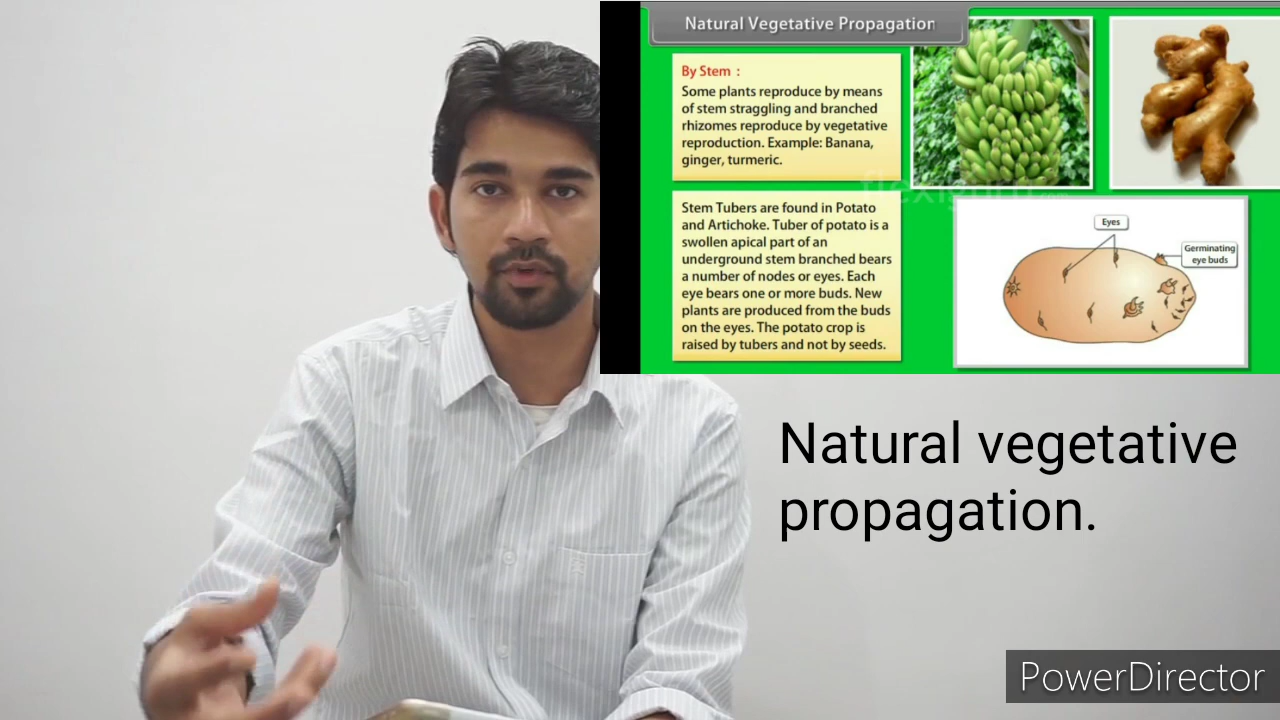 Natural Vegetative Propagation
By Stem :
Some plants reproduce by means
of stem straggling and branched
rhizomes reproduce by vegetative
reproduction. Example: Banana,
ginger, turmeric.
Stem Tubers are found in Potato
and Artichoke. Tuber of potato is a
swollen apical part of an
underground stem branched bears
a number of nodes or eyes. Each
eye bears one or more buds. New
plants are produced from the buds
on the eyes. The potato crop is
raised by tubers and not by seeds.
Eyes
Germinating
eye buds
Natural vegetative
propagation.
PowerDirector